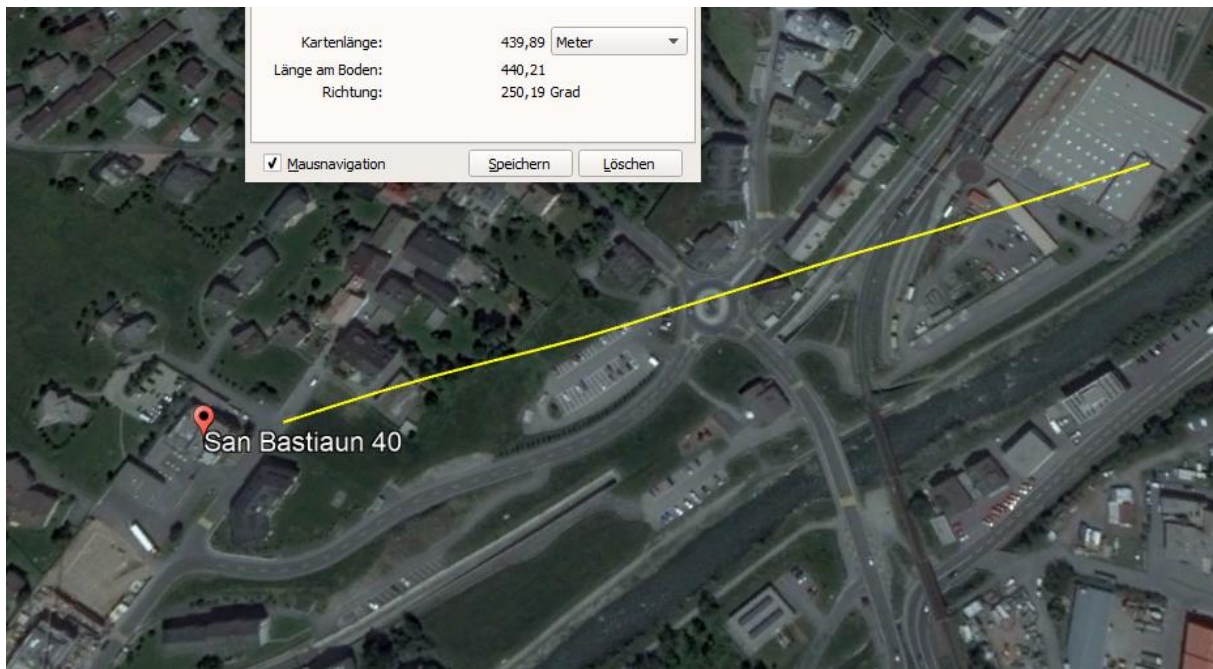 Kartenlänge: 439,89 Meter
Länge am Boden: 440,21
Richtung: 250,19 Grad
Mausnavigation Speichern Löschen
San Bastiaun 40